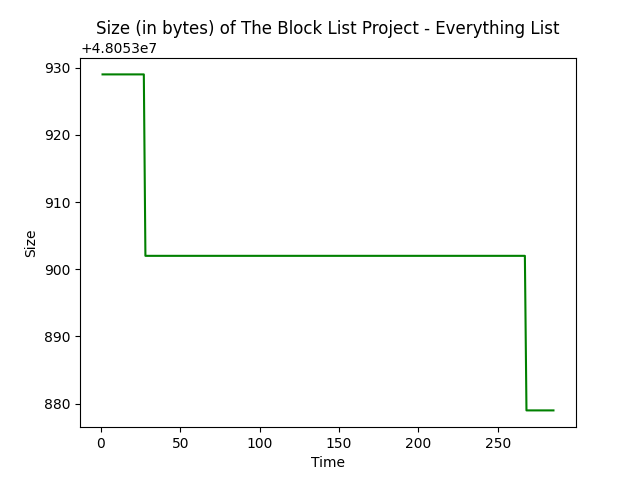 Size (in bytes) of The Block List Project - Everything List
+4.8053e7
930
920
910
900
890
880
Size
0 50 100 150 200 250
Time